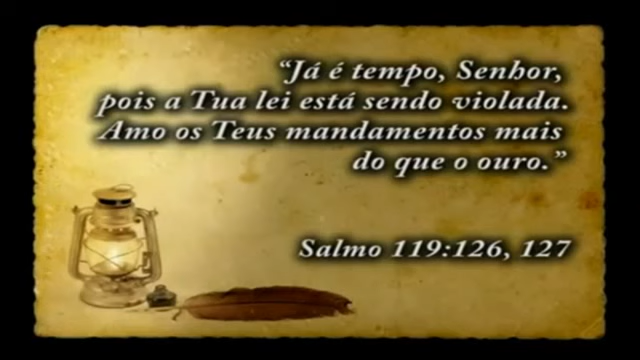 “Já é tempo, Senhor,
pois a Tua lei está sendo violada.
Amo os Teus mandamentos mais
do que o ouro.”
Salmo 119:126, 127